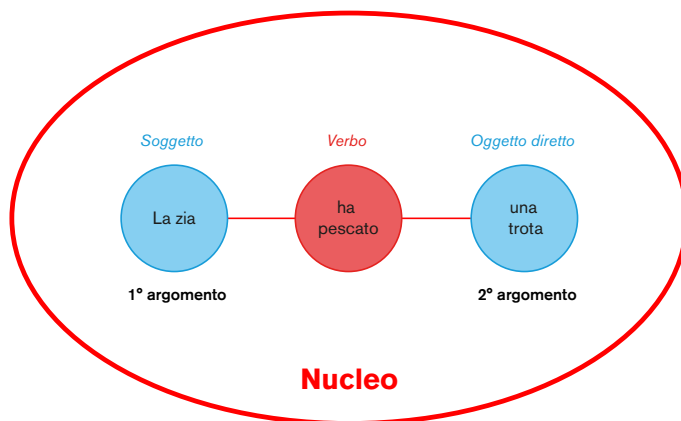 Soggetto
Verbo
Oggetto diretto
La zia
ha
pescato
una
trota
1° argomento
2° argomento
Nucleo